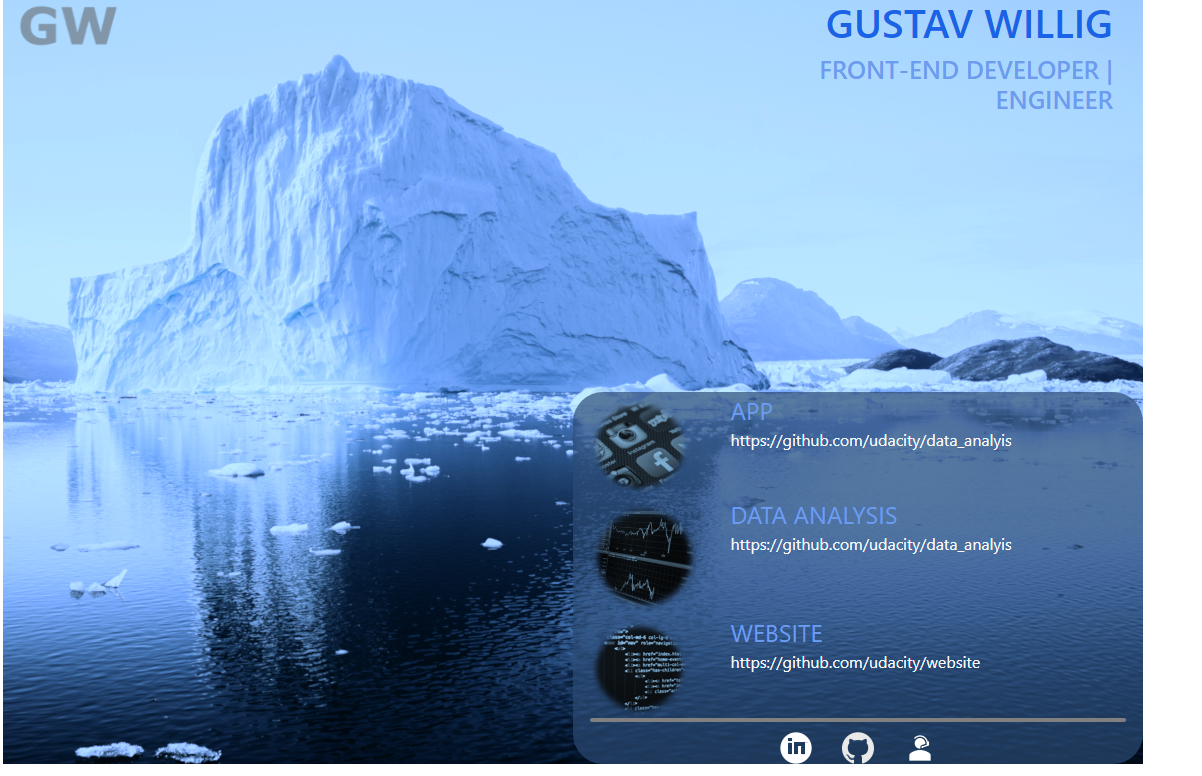 GW
GUSTAV WILLIG
FRONT-END DEVELOPER |
ENGINEER
APP
https://github.com/udacity/data_analyis
DATA ANALYSIS
https://github.com/udacity/data_analyis
WEBSITE
https://github.com/udacity/website
in